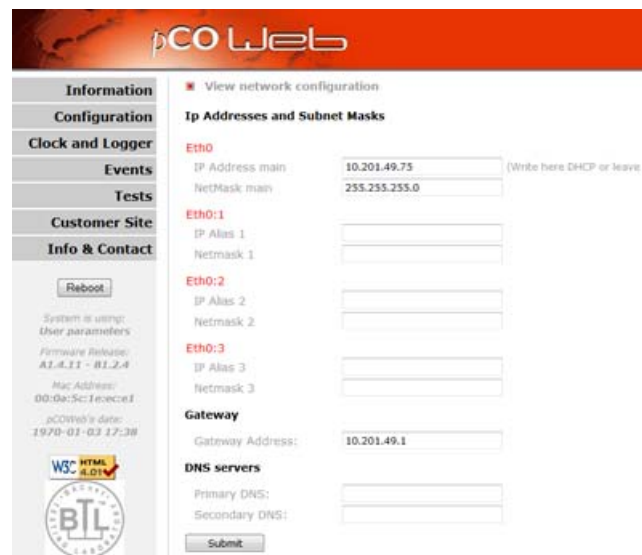 pCO Web
Information
Configuration
Clock and Logger
Events
Tests
Customer Site
Info & Contact
Reboot
System is using:
User parameters
Firmware Release:
A1.4.11 - B1.2.4
Mac Address:
00:0a:5c:1e:ec:e1
pCOWeb's date:
1970-01-03 17:38
W3C HTML 4.01
BTL
View network configuration
Ip Addresses and Subnet Masks
Eth0
IP Address main 10.201.49.75 (Write here DHCP or leave
NetMask main 255.255.255.0
Eth0:1
IP Alias 1
Netmask 1
Eth0:2
IP Alias 2
Netmask 2
Eth0:3
IP Alias 3
Netmask 3
Gateway
Gateway Address: 10.201.49.1
DNS servers
Primary DNS:
Secondary DNS:
Submit